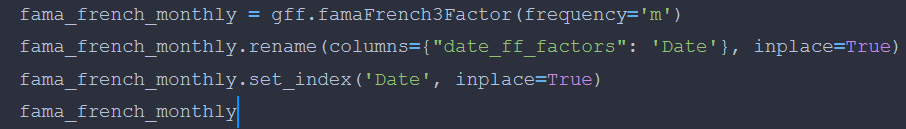 fama_french_monthly = gff.famaFrench3Factor(frequency='m')
fama_french_monthly.rename(columns={"date_ff_factors": 'Date'}, inplace=True)
fama_french_monthly.set_index('Date', inplace=True)
fama_french_monthly